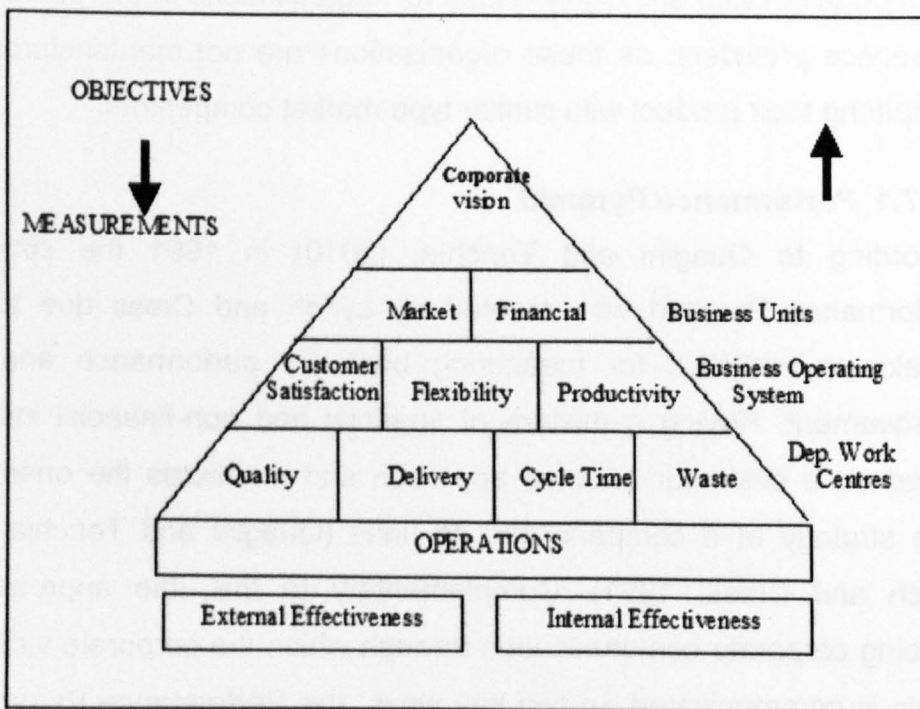 OBJECTIVES
MEASUREMENTS
Corporate
vision
Market
Financial
Business Units
Customer
Satisfaction
Flexibility
Productivity
Business Operating
System
Quality
Delivery
Cycle Time
Waste
Dep. Work
Centres
OPERATIONS
External Effectiveness
Internal Effectiveness